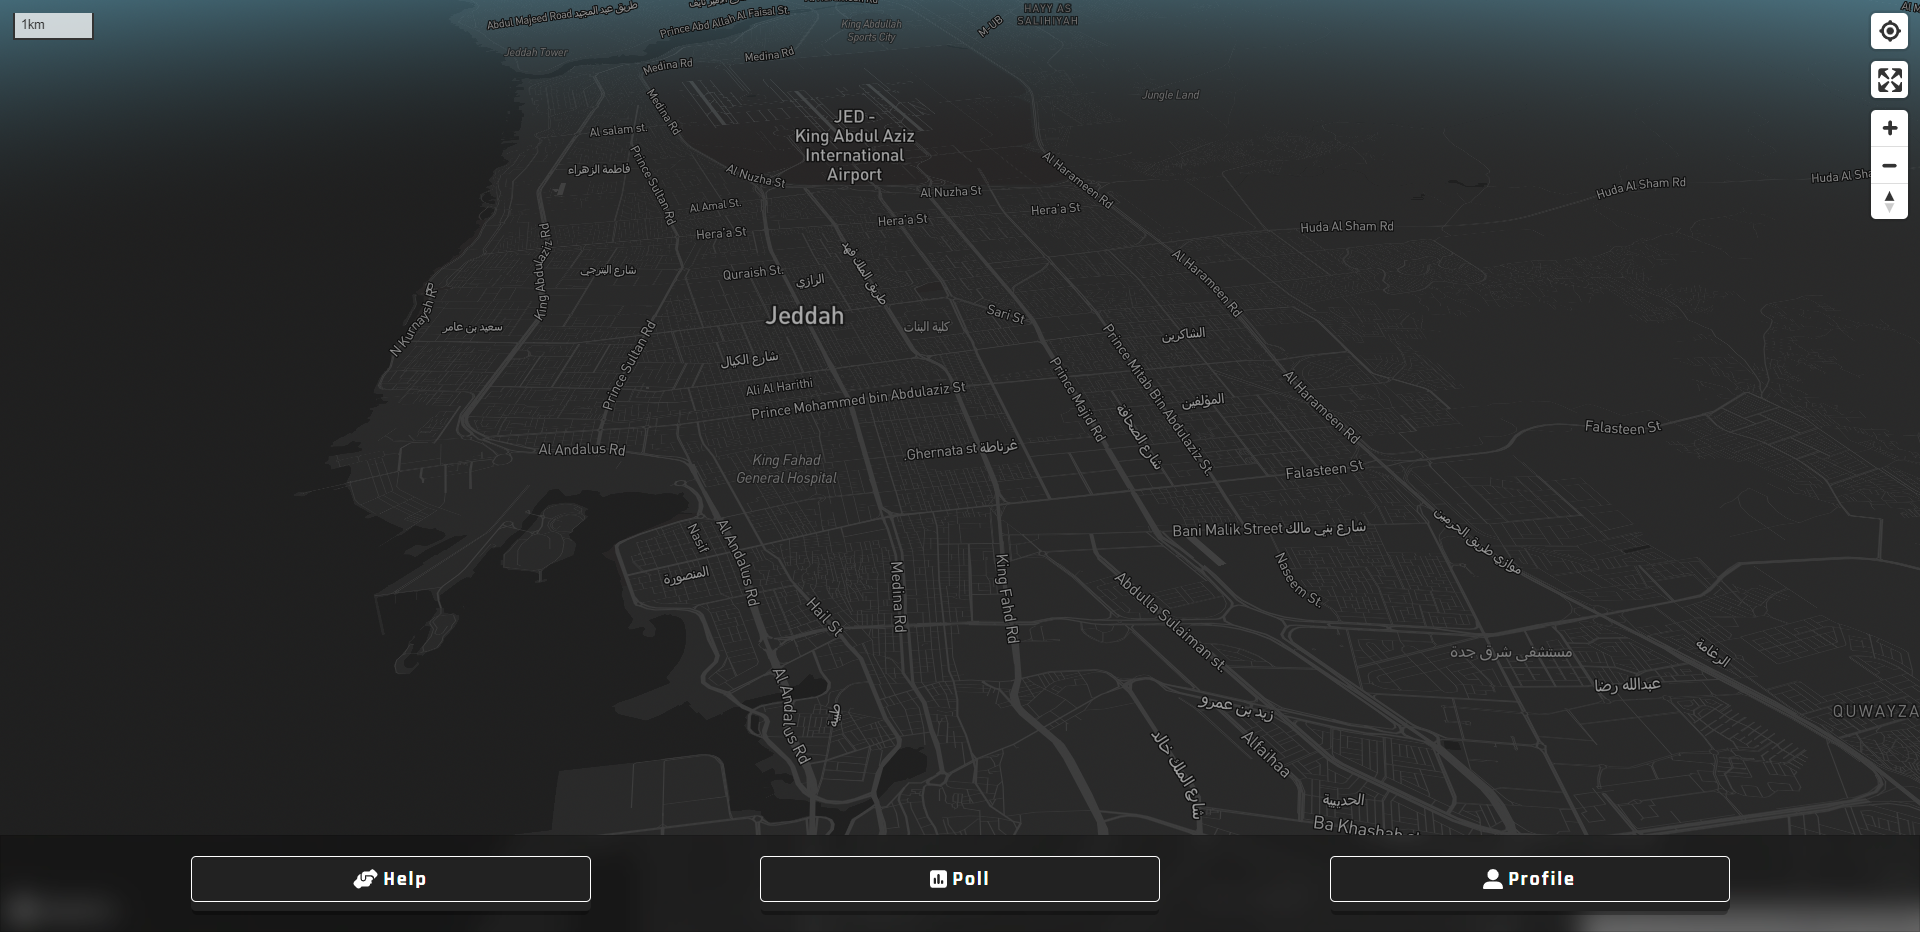 1km
Abdul Majeed Road طريق عبد المجيد
Prince Abd Allah Al Faisal St.
King Abdullah
Sports City
M-UB
HAYY AS
SALIHIYAH
Jeddah Tower
Medina Rd
Medina Rd
Medina Rd
Jungle Land
JED -
King Abdul Aziz
International
Airport
Al salam st.
فاطمة الزهراء
Prince Sultan Rd
Al Nuzha St
Al Nuzha St
Al Harameen Rd
Huda Al Sham Rd
Huda Al Sha
Al Amal St.
Hera'a St
Hera'a St
Hera'a St
Huda Al Sham Rd
King Abdulaziz Rd
شارع الترجي
Quraish St.
الرازي
طريق الملك فهد
Al Harameen Rd
N Kurnaysh R
سعيد بن عامر
Jeddah
كلية البنات
Sari St
الشاكرين
Prince Sultan Rd
شارع الكيال
Prince Mitab Bin Abdulaziz St.
Ali Al Harithi
Prince Mohammed bin Abdulaziz St
Prince Majid Rd
شارع الصحافة
المؤلفين
Al Harameen Rd
Falasteen St
Al Andalus Rd
King Fahad
General Hospital
.Ghernata st غرناطة
Falasteen St
Nasif
Al Andalus Rd
المنصورة
Hail St
Medina Rd
King Fahd Rd
Bani Malik Street شارع بني مالك
موازي طريق الحرمين
Naseem St.
Abdulla Sulaiman st.
مستشفى شرق جدة
الرغامة
عبدالله رضا
Al Andalus Rd
طيبة
زيد بن عمرو
QUWAYZA
شارع الملك خالد
Alfaihaa
الحديبية
Ba Khashab st
Help
Poll
Profile